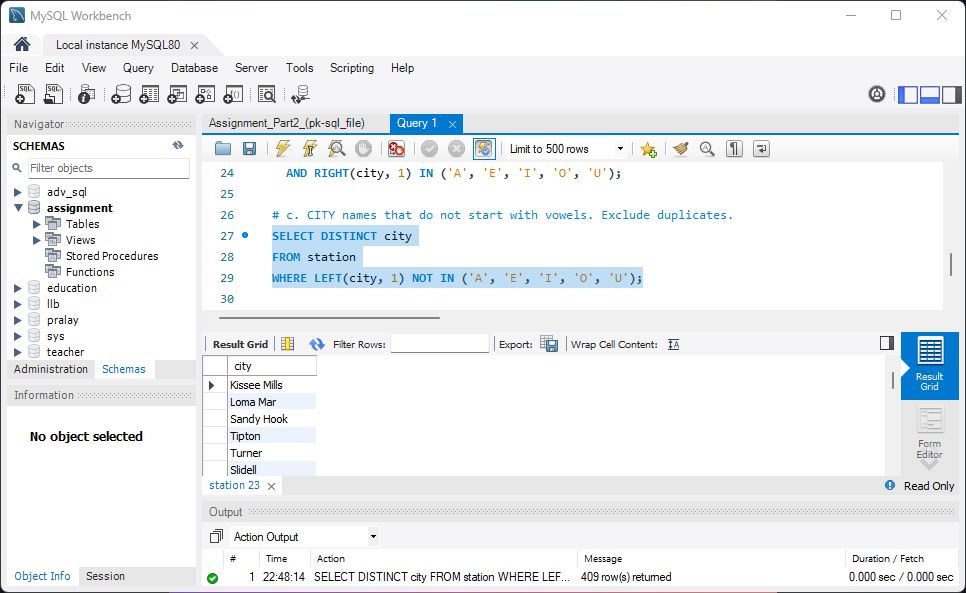 MySQL Workbench
Local instance MySQL80
File Edit View Query Database Server Tools Scripting Help
SQL SQL
Navigator
SCHEMAS
Filter objects
adv_sql
assignment
Tables
Views
Stored Procedures
Functions
education
llb
pralay
sys
teacher
Administration Schemas
Information
No object selected
Object Info Session
Assignment_Part2_(pk-sql_file) Query 1
Limit to 500 rows
24 AND RIGHT(city, 1) IN ('A', 'E', 'I', 'O', 'U');
25
26 # c. CITY names that do not start with vowels. Exclude duplicates.
27 SELECT DISTINCT city
28 FROM station
29 WHERE LEFT(city, 1) NOT IN ('A', 'E', 'I', 'O', 'U');
30
Result Grid Filter Rows: Export: Wrap Cell Content:
city
Kissee Mills
Loma Mar
Sandy Hook
Tipton
Turner
Slidell
Result
Grid
Form
Editor
station 23
Read Only
Output
Action Output
# Time Action Message Duration / Fetch
1 22:48:14 SELECT DISTINCT city FROM station WHERE LEF... 409 row(s) returned 0.000 sec / 0.000 sec